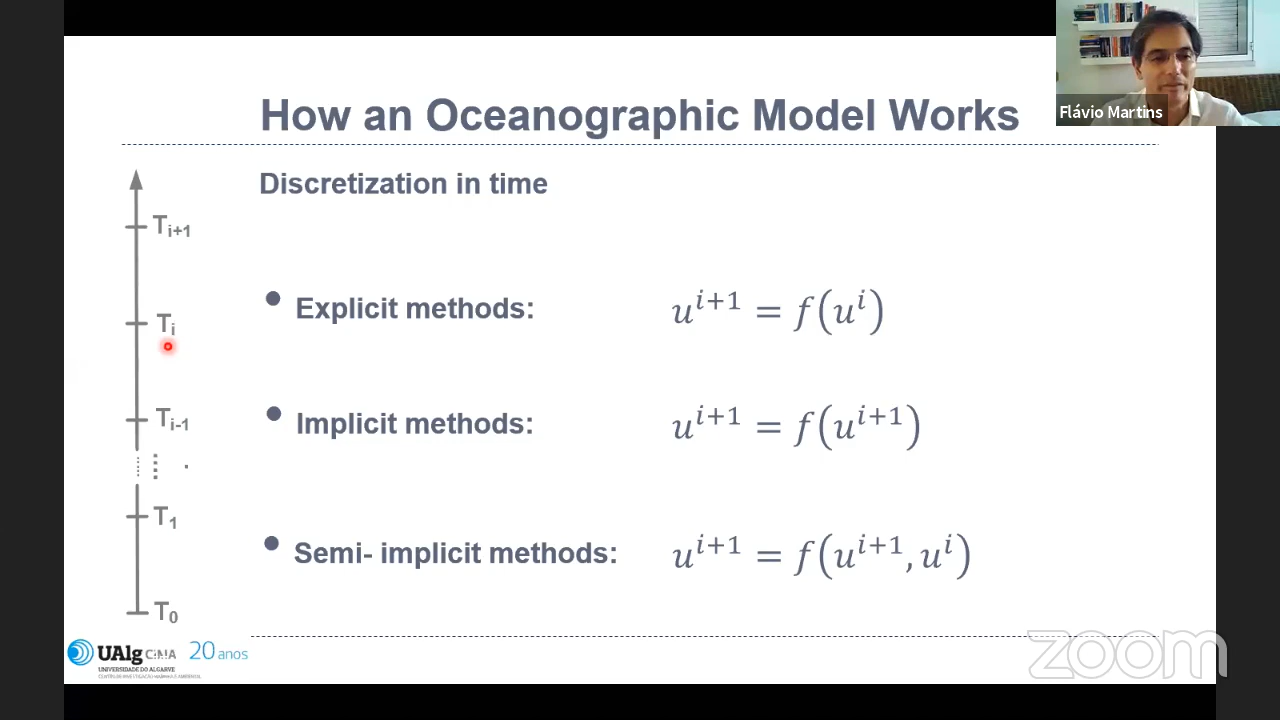 Flávio Martins
How an Oceanographic Model Works
Discretization in time
Tᵢ₊₁
Tᵢ
Tᵢ₋₁
T₁
T₀
• Explicit methods: uⁱ⁺¹ = f(uⁱ)
• Implicit methods: uⁱ⁺¹ = f(uⁱ⁺¹)
• Semi- implicit methods: uⁱ⁺¹ = f(uⁱ⁺¹, uⁱ)
UAlg CIMA 20 anos
UNIVERSIDADE DO ALGARVE
zoom